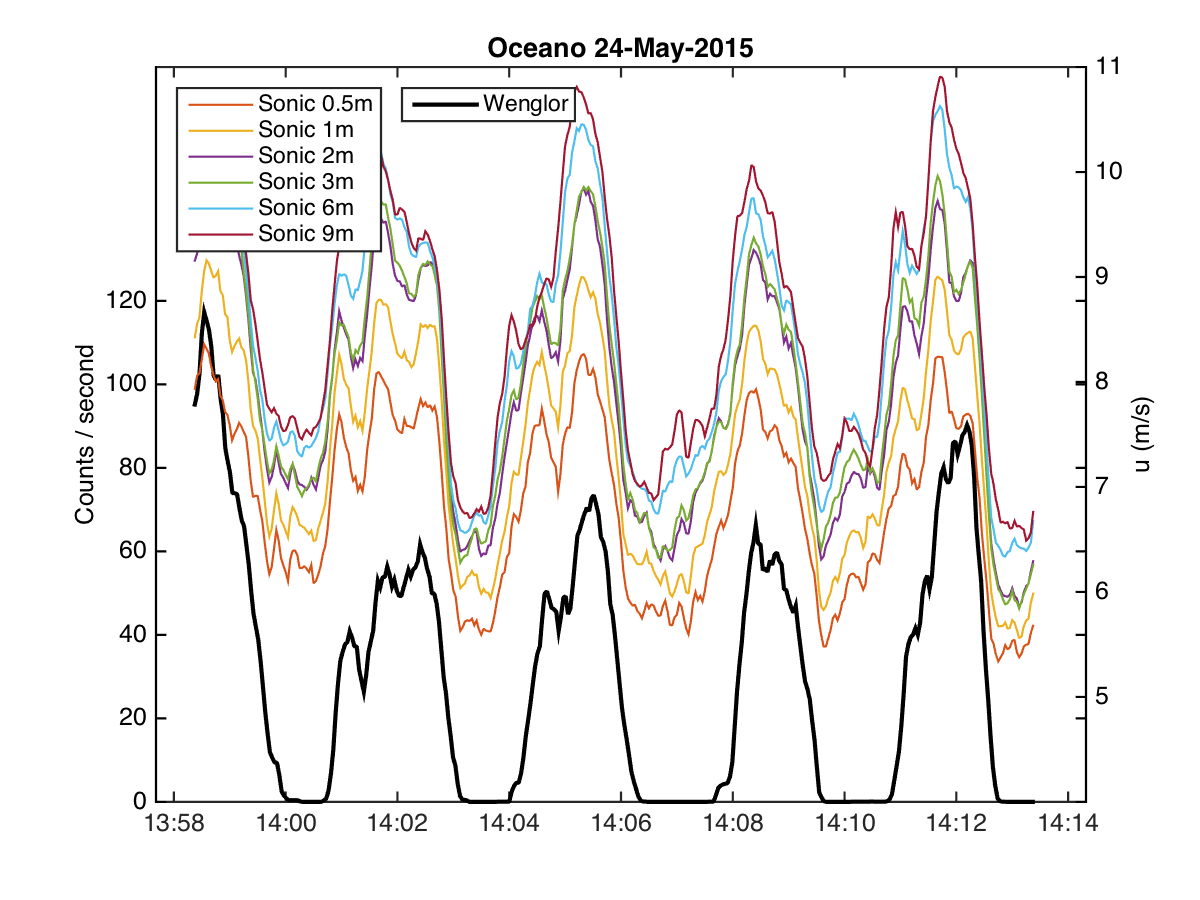 Oceano 24-May-2015
Sonic 0.5m
Sonic 1m
Sonic 2m
Sonic 3m
Sonic 6m
Sonic 9m
Wenglor
Counts / second
120
100
80
60
40
20
0
11
10
9
8
7
6
5
u (m/s)
13:58 14:00 14:02 14:04 14:06 14:08 14:10 14:12 14:14